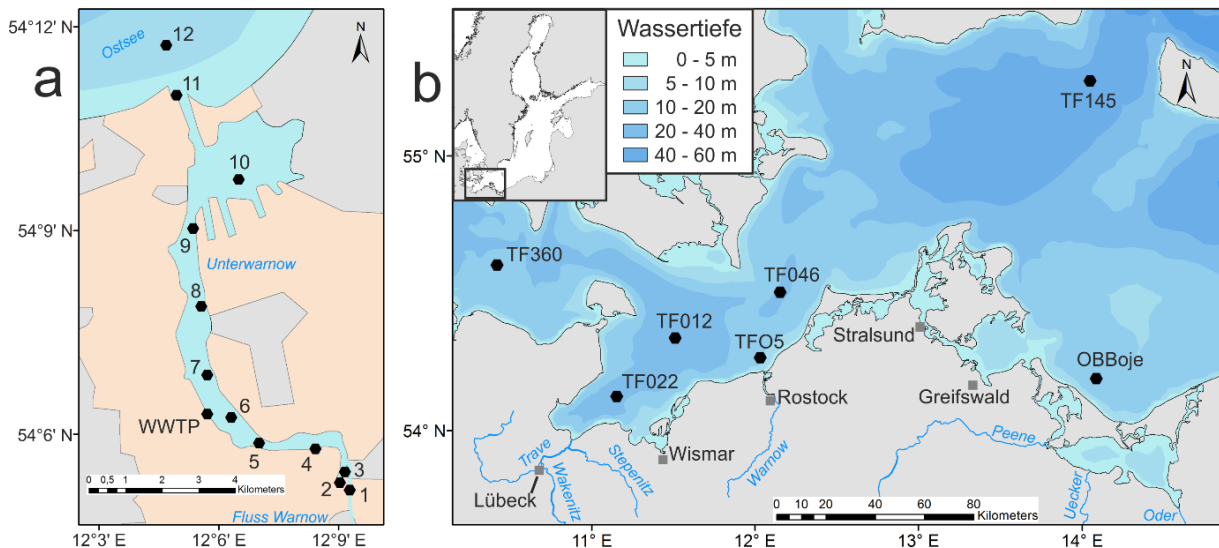 a
54°12' N
54°9' N
54°6' N
12°3' E
12°6' E
12°9' E
Ostsee
12
11
N
10
9
Unterwarnow
8
7
6
WWTP
5
4
3
2
1
0 0,5 1 2 3 4
Kilometers
Fluss Warnow
b
Wassertiefe
0 - 5 m
5 - 10 m
10 - 20 m
20 - 40 m
40 - 60 m
N
TF145
55° N
54° N
TF360
TF046
TF012
TFO5
TF022
Stralsund
OBBoje
Greifswald
Rostock
Wismar
Lübeck
Trave
Wakenitz
Stepenitz
Warnow
Peene
Uecker
Oder
0 10 20 40 60 80
Kilometers
11° E
12° E
13° E
14° E